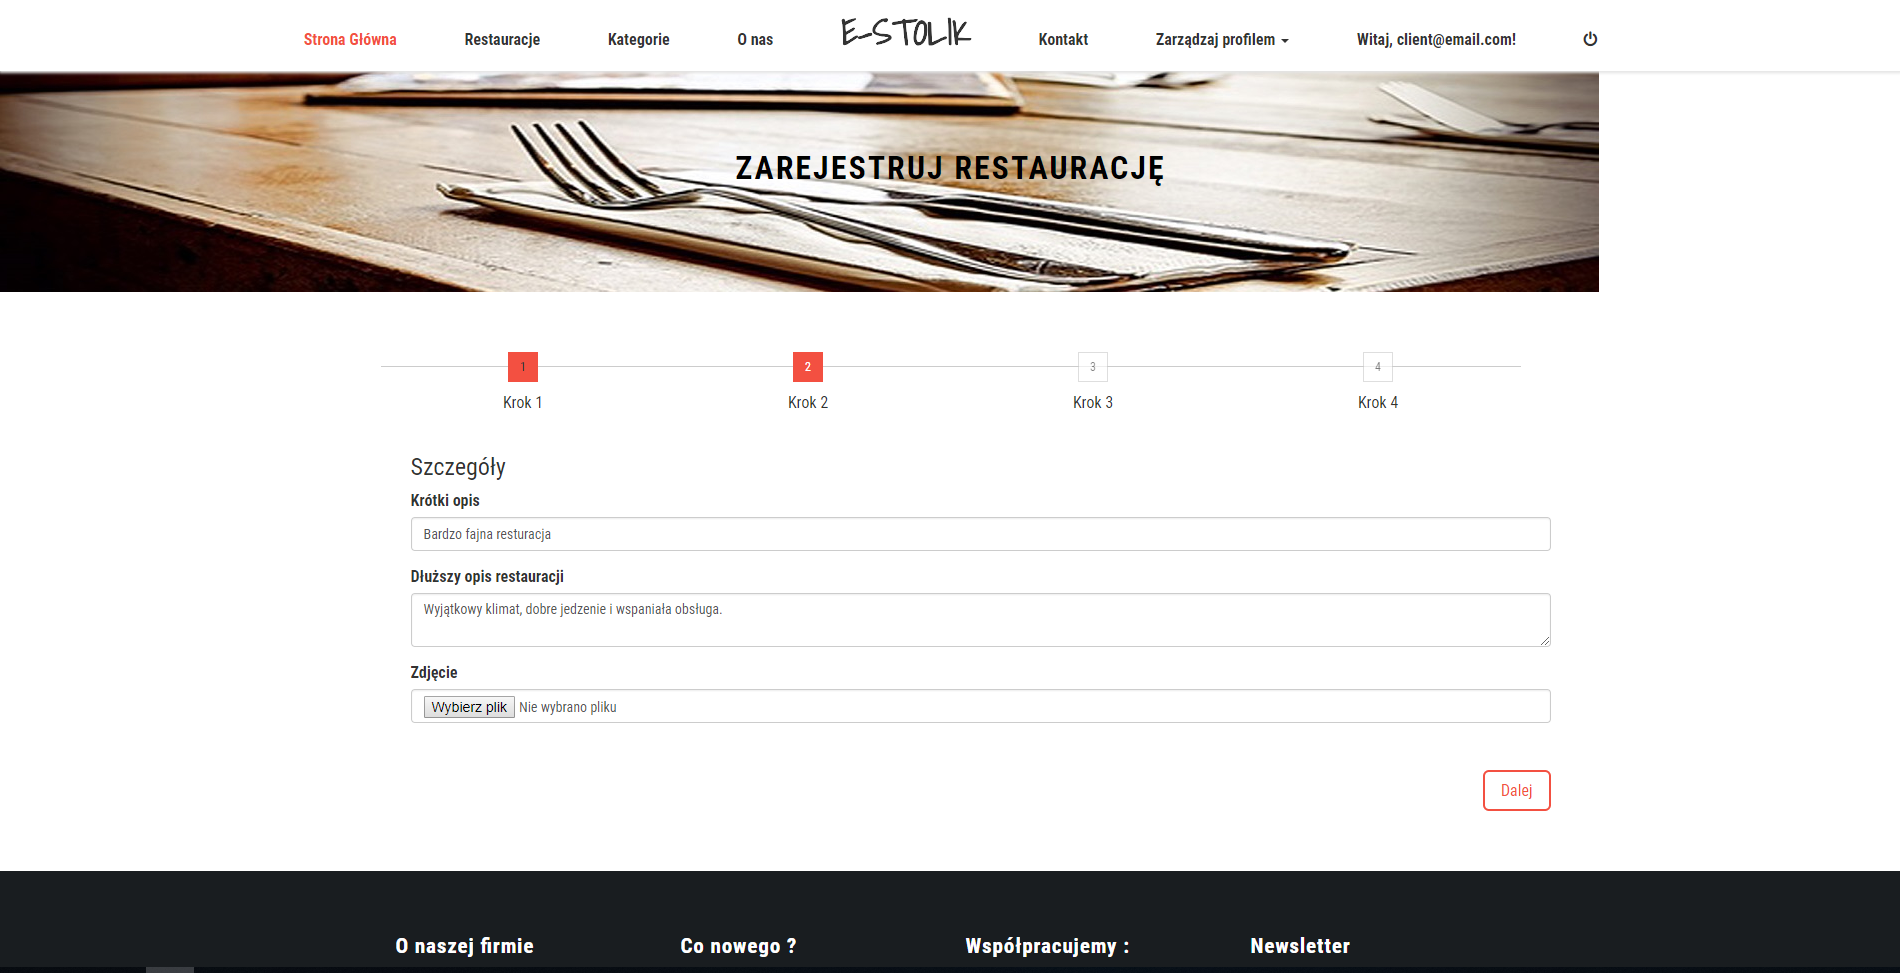 Strona Główna Restauracje Kategorie O nas E-STOLIK Kontakt Zarządzaj profilem Witaj, client@email.com!
ZAREJESTRUJ RESTAURACJĘ
1 2 3 4
Krok 1 Krok 2 Krok 3 Krok 4
Szczegóły
Krótki opis
Bardzo fajna resturacja
Dłuższy opis restauracji
Wyjątkowy klimat, dobre jedzenie i wspaniała obsługa.
Zdjęcie
Wybierz plik Nie wybrano pliku
Dalej
O naszej firmie Co nowego ? Współpracujemy : Newsletter